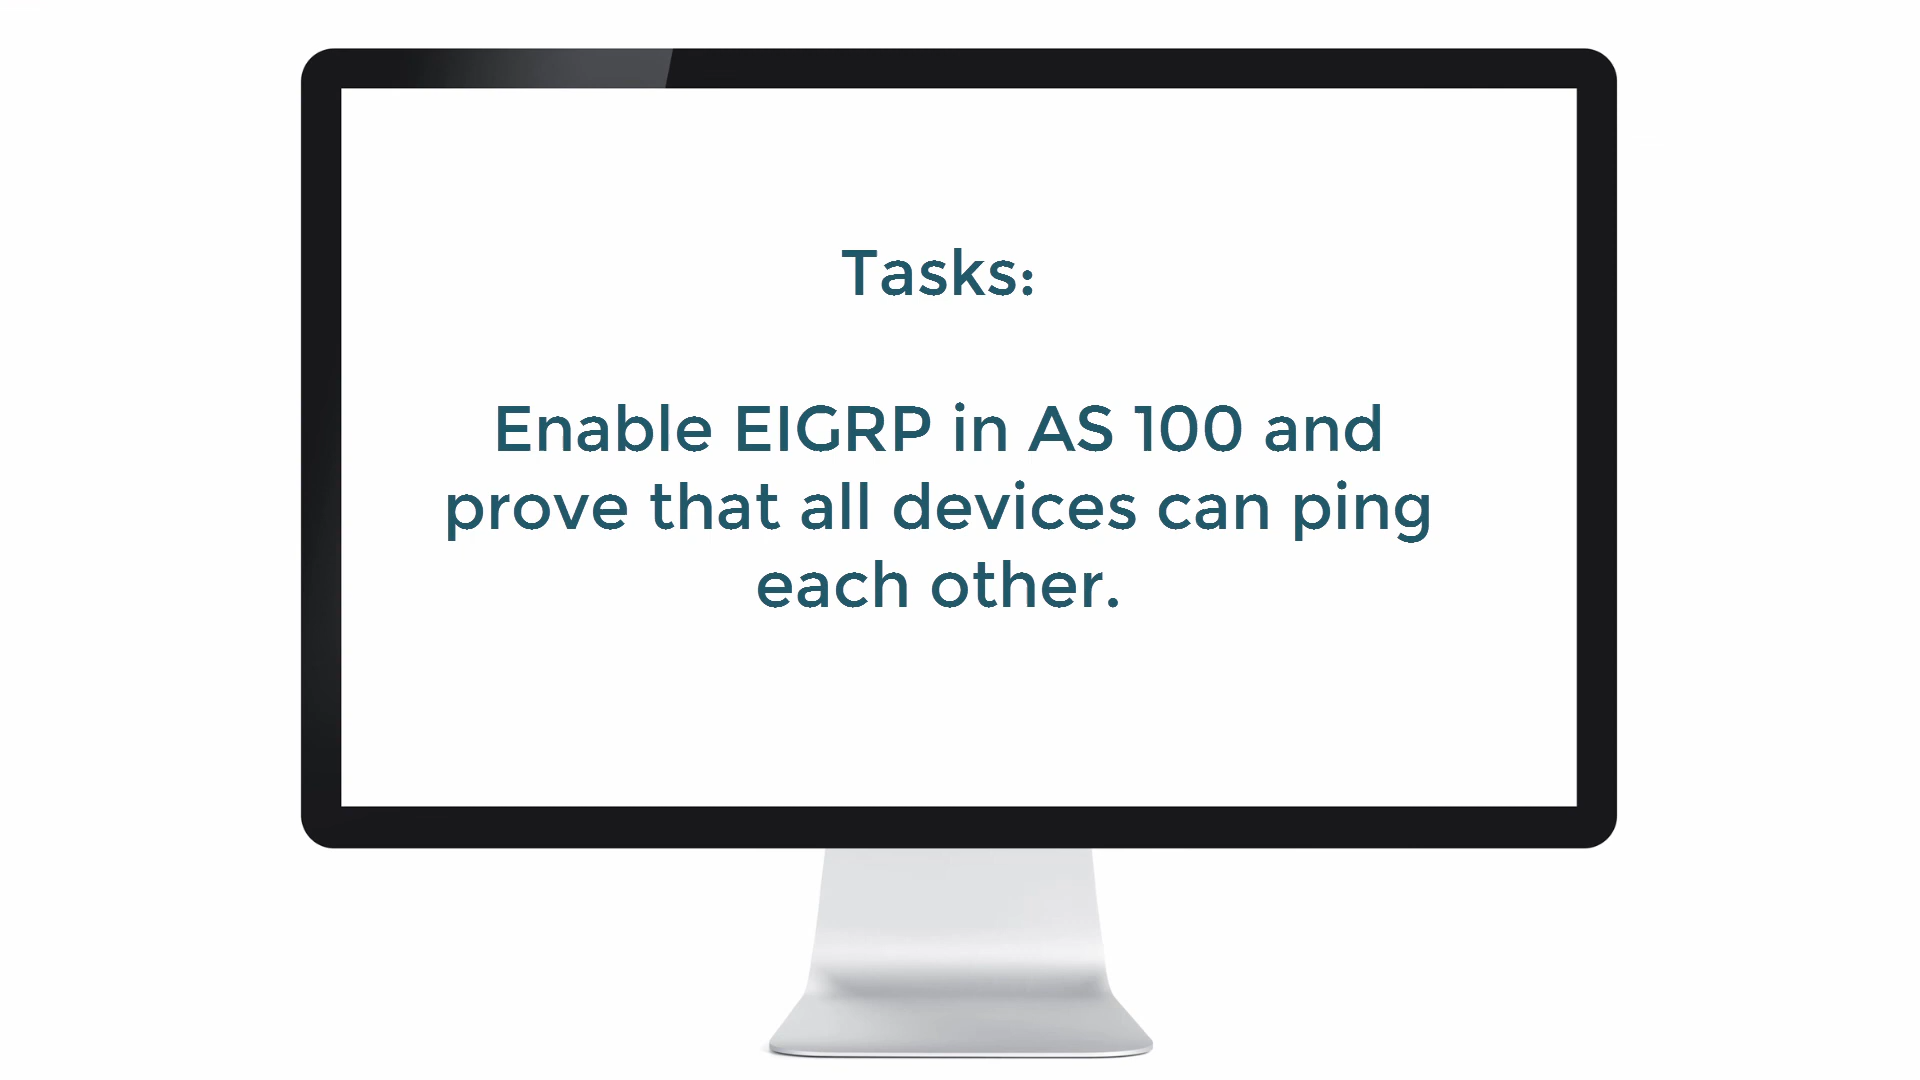 Tasks:
Enable EIGRP in AS 100 and
prove that all devices can ping
each other.